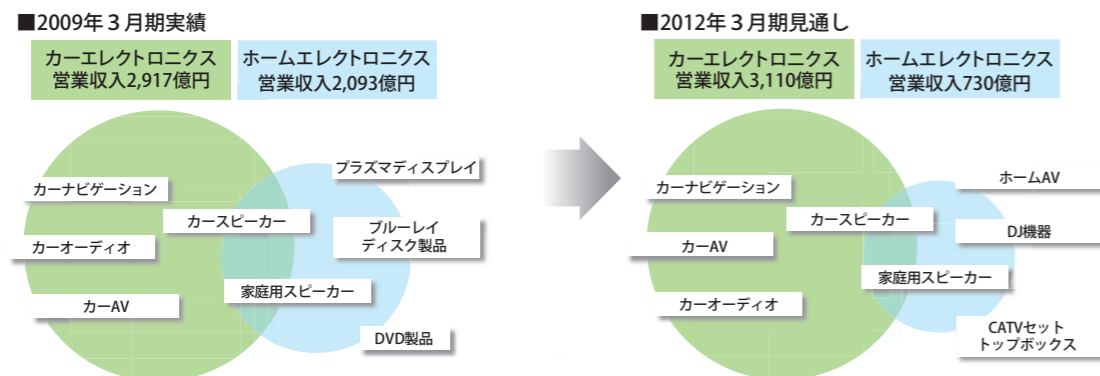 ■2009年３月期実績
カーエレクトロニクス
営業収入2,917億円
ホームエレクトロニクス
営業収入2,093億円
プラズマディスプレイ
カーナビゲーション
カースピーカー
ブルーレイ
ディスク製品
カーオーディオ
家庭用スピーカー
カーAV
DVD製品
■2012年３月期見通し
カーエレクトロニクス
営業収入3,110億円
ホームエレクトロニクス
営業収入730億円
ホームAV
カーナビゲーション
カースピーカー
DJ機器
カーAV
家庭用スピーカー
カーオーディオ
CATVセット
トップボックス